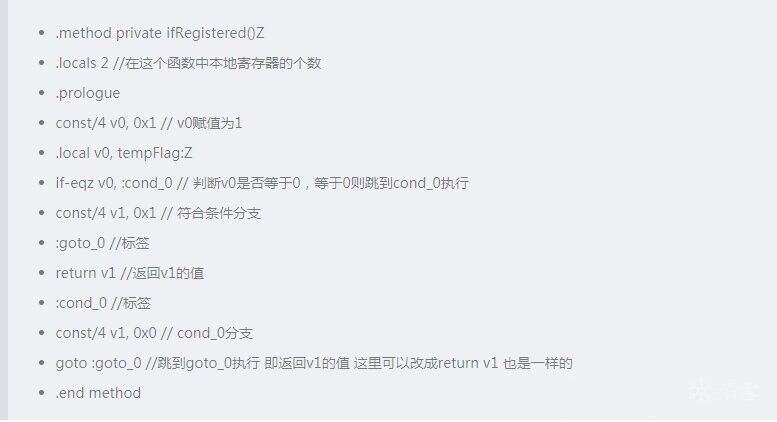 .method private ifRegistered()Z
.locals 2 //在这个函数中本地寄存器的个数
.prologue
const/4 v0, 0x1 // v0赋值为1
.local v0, tempFlag:Z
if-eqz v0, :cond_0 // 判断v0是否等于0，等于0则跳到cond_0执行
const/4 v1, 0x1 // 符合条件分支
:goto_0 //标签
return v1 //返回v1的值
:cond_0 //标签
const/4 v1, 0x0 // cond_0分支
goto :goto_0 //跳到goto_0执行 即返回v1的值 这里可以改成return v1 也是一样的
.end method